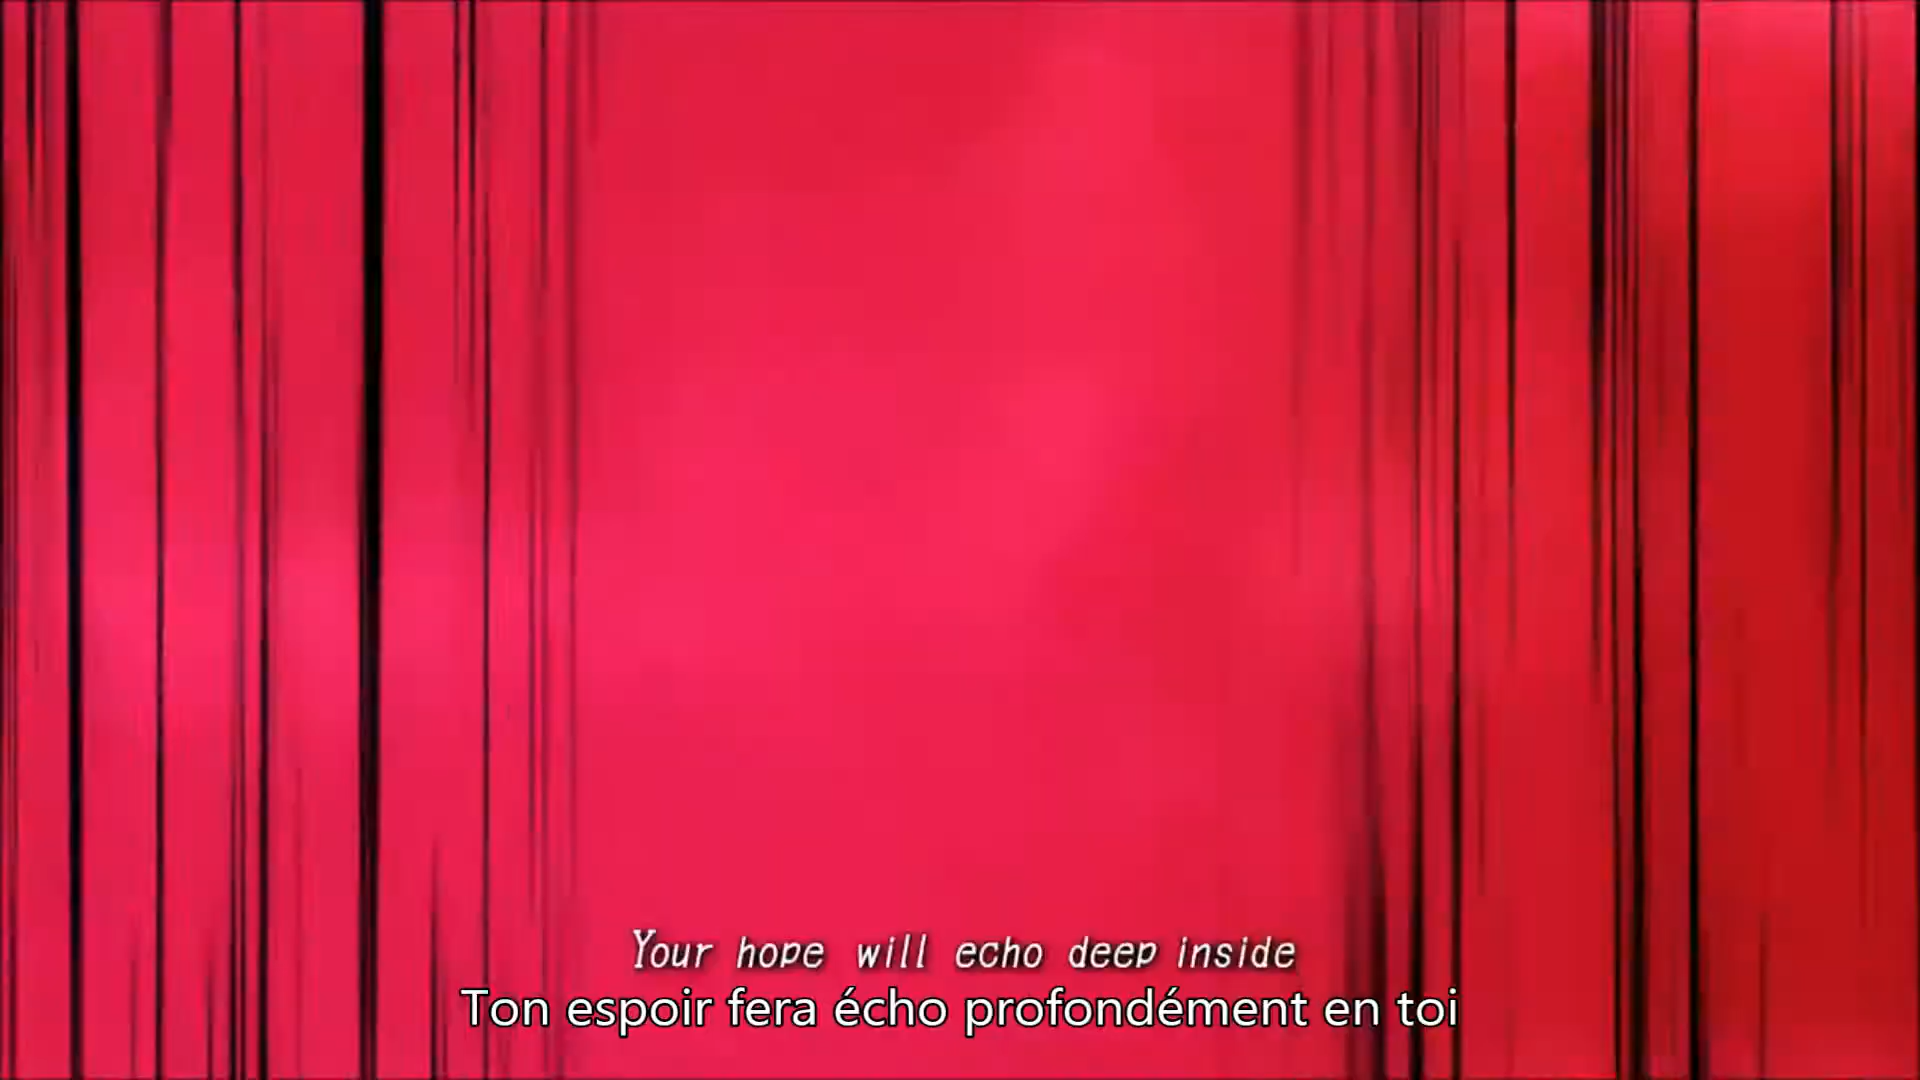 Your hope will echo deep inside
Ton espoir fera écho profondément en toi